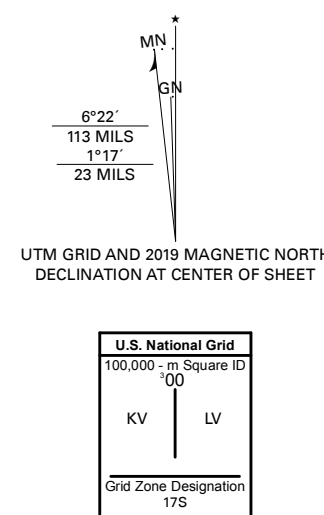 ★
MN
GN
6°22´
113 MILS
1°17´
23 MILS
UTM GRID AND 2019 MAGNETIC NORTH
DECLINATION AT CENTER OF SHEET
U.S. National Grid
100,000 - m Square ID
³00
KV LV
Grid Zone Designation
17S